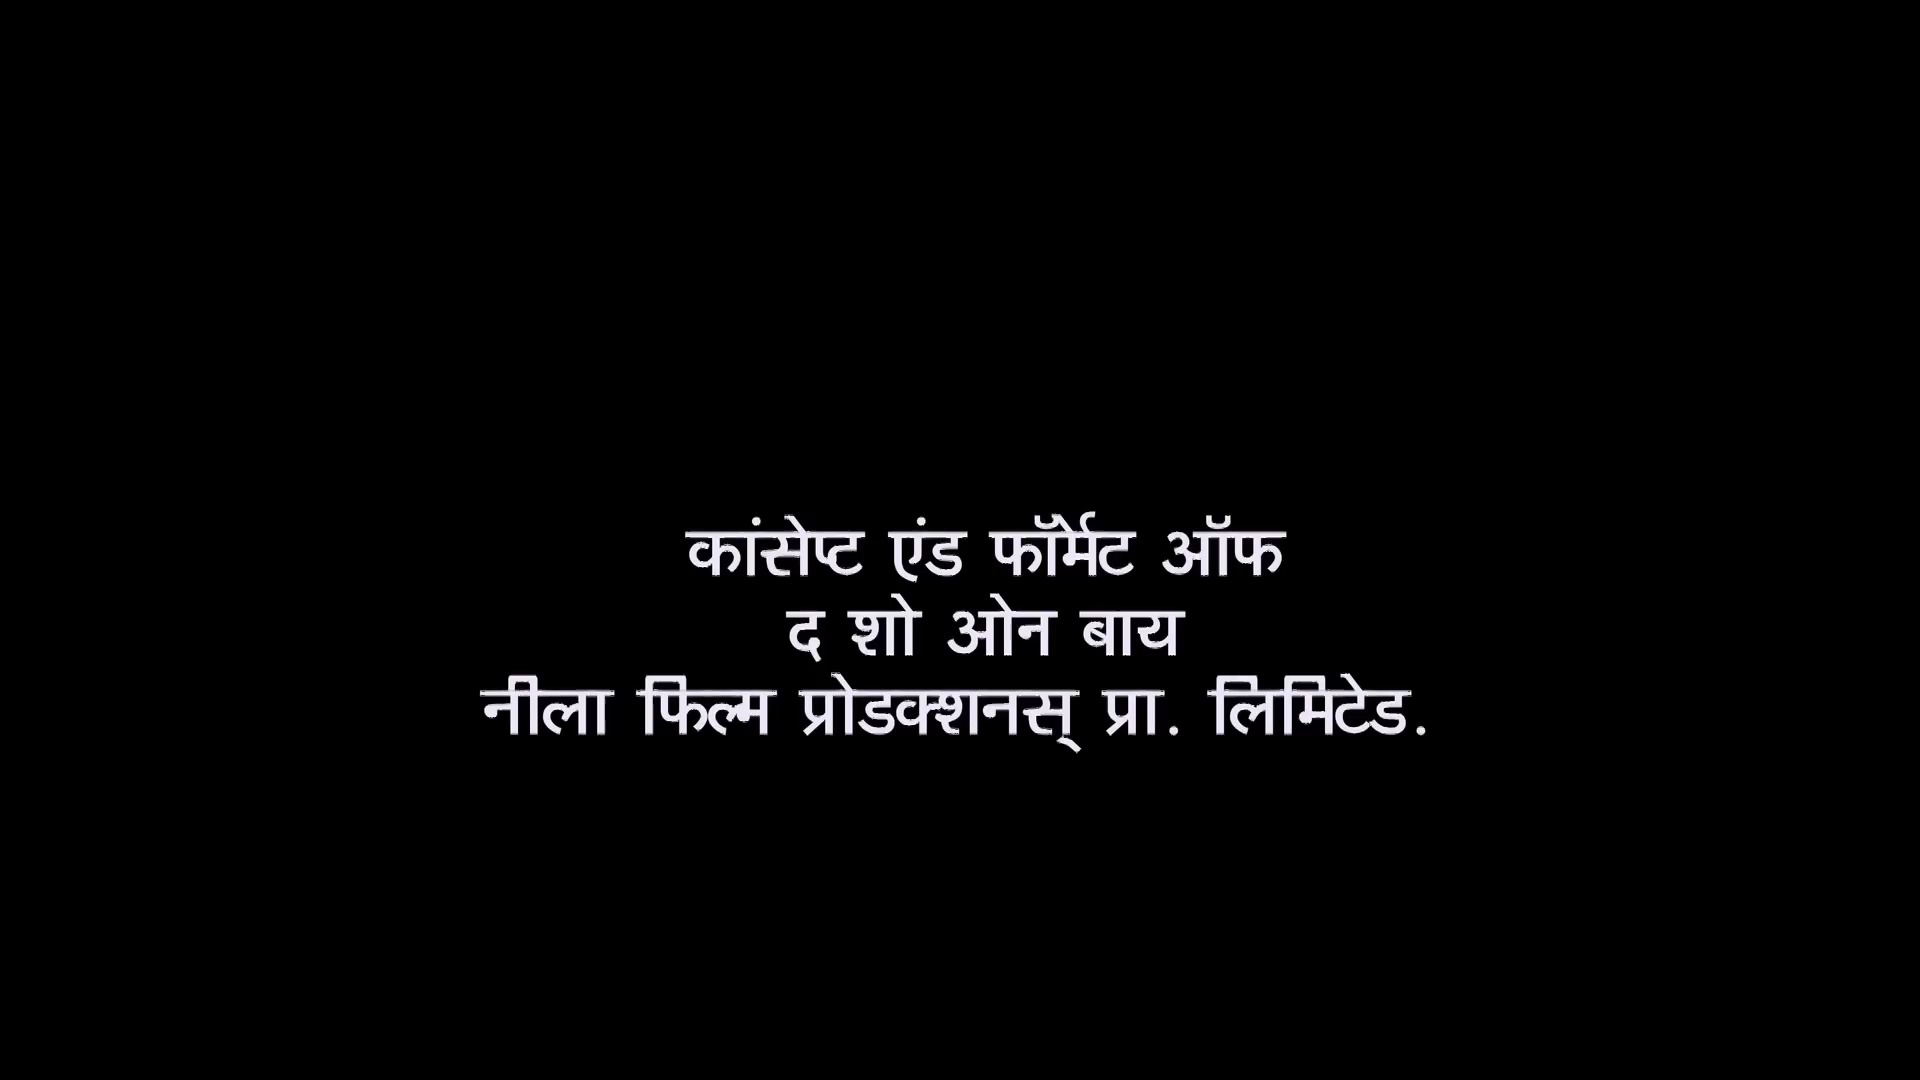 कांसेप्ट एंड फॉर्मेट ऑफ
द शो ओन बाय
नीला फिल्म प्रोडक्शनस् प्रा. लिमिटेड.